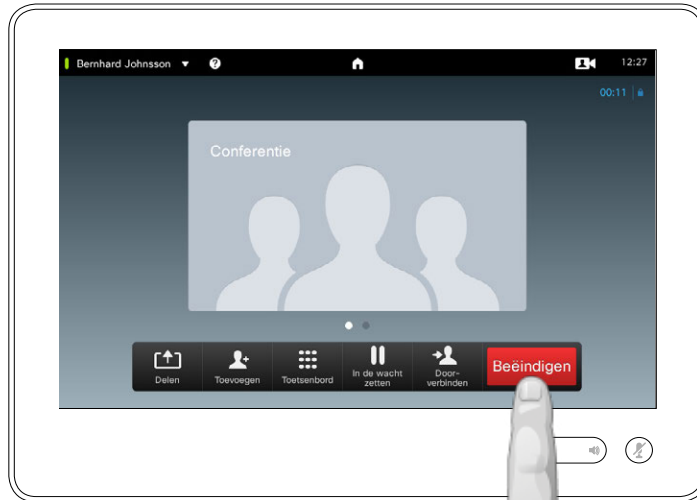 Bernhard Johnsson
?
12:27
00:11
Conferentie
Delen
Toevoegen
Toetsenbord
In de wacht
zetten
Door-
verbinden
Beëindigen